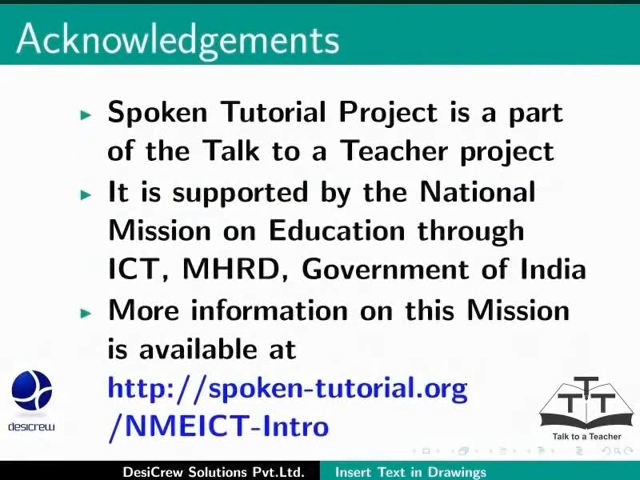 Acknowledgements
Spoken Tutorial Project is a part
of the Talk to a Teacher project
It is supported by the National
Mission on Education through
ICT, MHRD, Government of India
More information on this Mission
is available at
http://spoken-tutorial.org
/NMEICT-Intro
desicrew
TTT
Talk to a Teacher
DesiCrew Solutions Pvt.Ltd.
Insert Text in Drawings